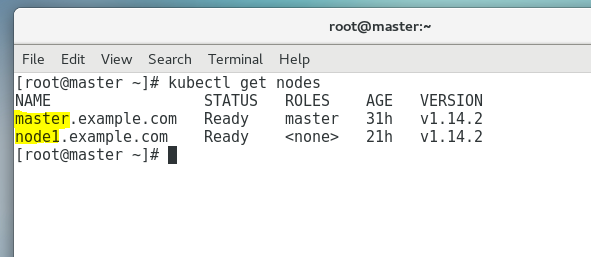 root@master:~
File Edit View Search Terminal Help
[root@master ~]# kubectl get nodes
NAME STATUS ROLES AGE VERSION
master.example.com Ready master 31h v1.14.2
node1.example.com Ready <none> 21h v1.14.2
[root@master ~]#